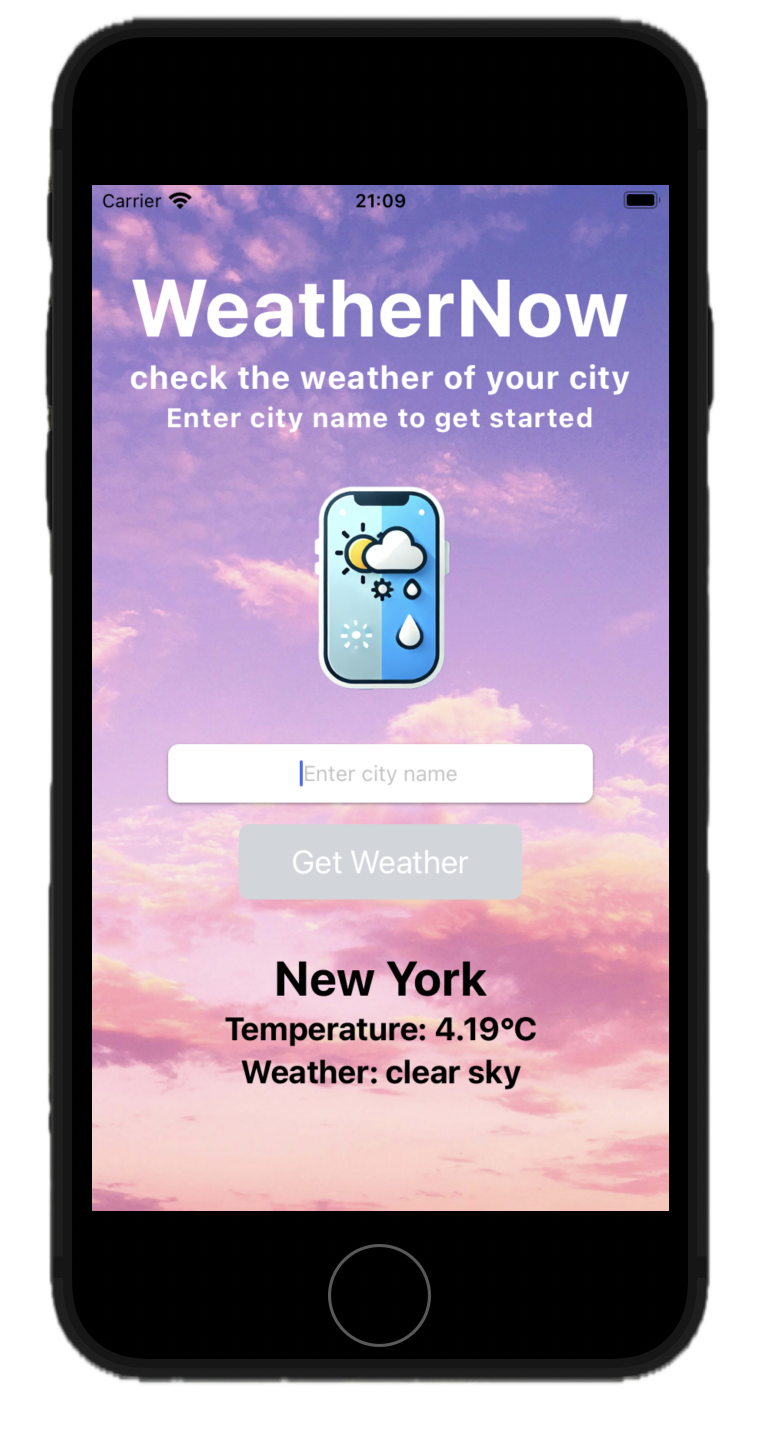 Carrier 21:09
WeatherNow
check the weather of your city
Enter city name to get started
Enter city name
Get Weather
New York
Temperature: 4.19°C
Weather: clear sky